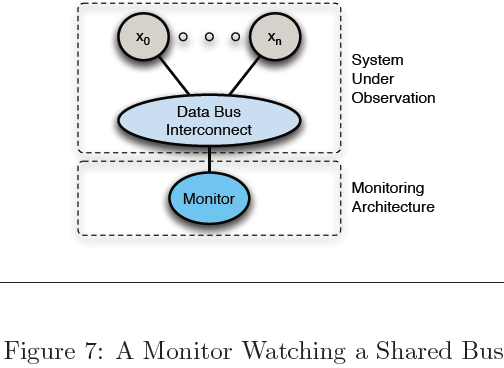 x0 xn
System
Under
Observation
Data Bus
Interconnect
Monitor
Monitoring
Architecture
Figure 7: A Monitor Watching a Shared Bus